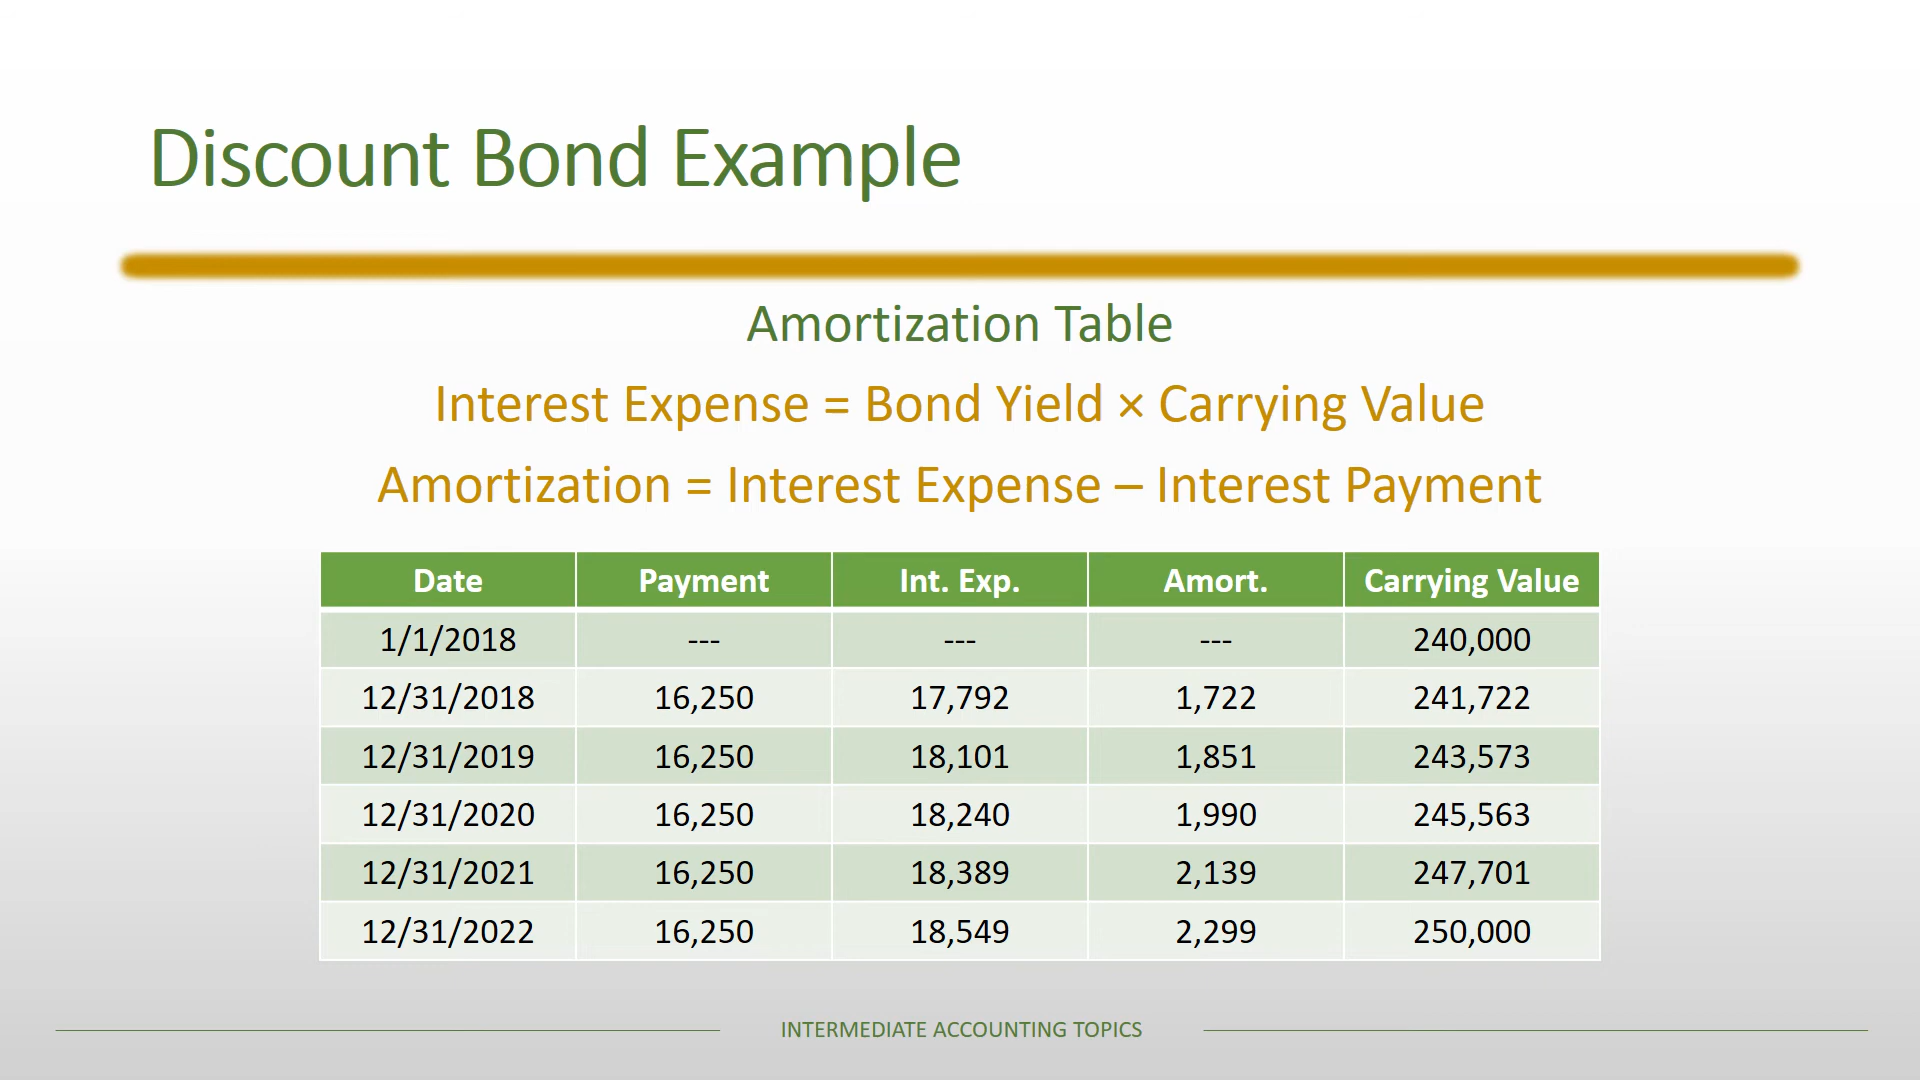 Discount Bond Example
Amortization Table
Interest Expense = Bond Yield × Carrying Value
Amortization = Interest Expense – Interest Payment
Date Payment Int. Exp. Amort. Carrying Value
1/1/2018 --- --- --- 240,000
12/31/2018 16,250 17,792 1,722 241,722
12/31/2019 16,250 18,101 1,851 243,573
12/31/2020 16,250 18,240 1,990 245,563
12/31/2021 16,250 18,389 2,139 247,701
12/31/2022 16,250 18,549 2,299 250,000
INTERMEDIATE ACCOUNTING TOPICS